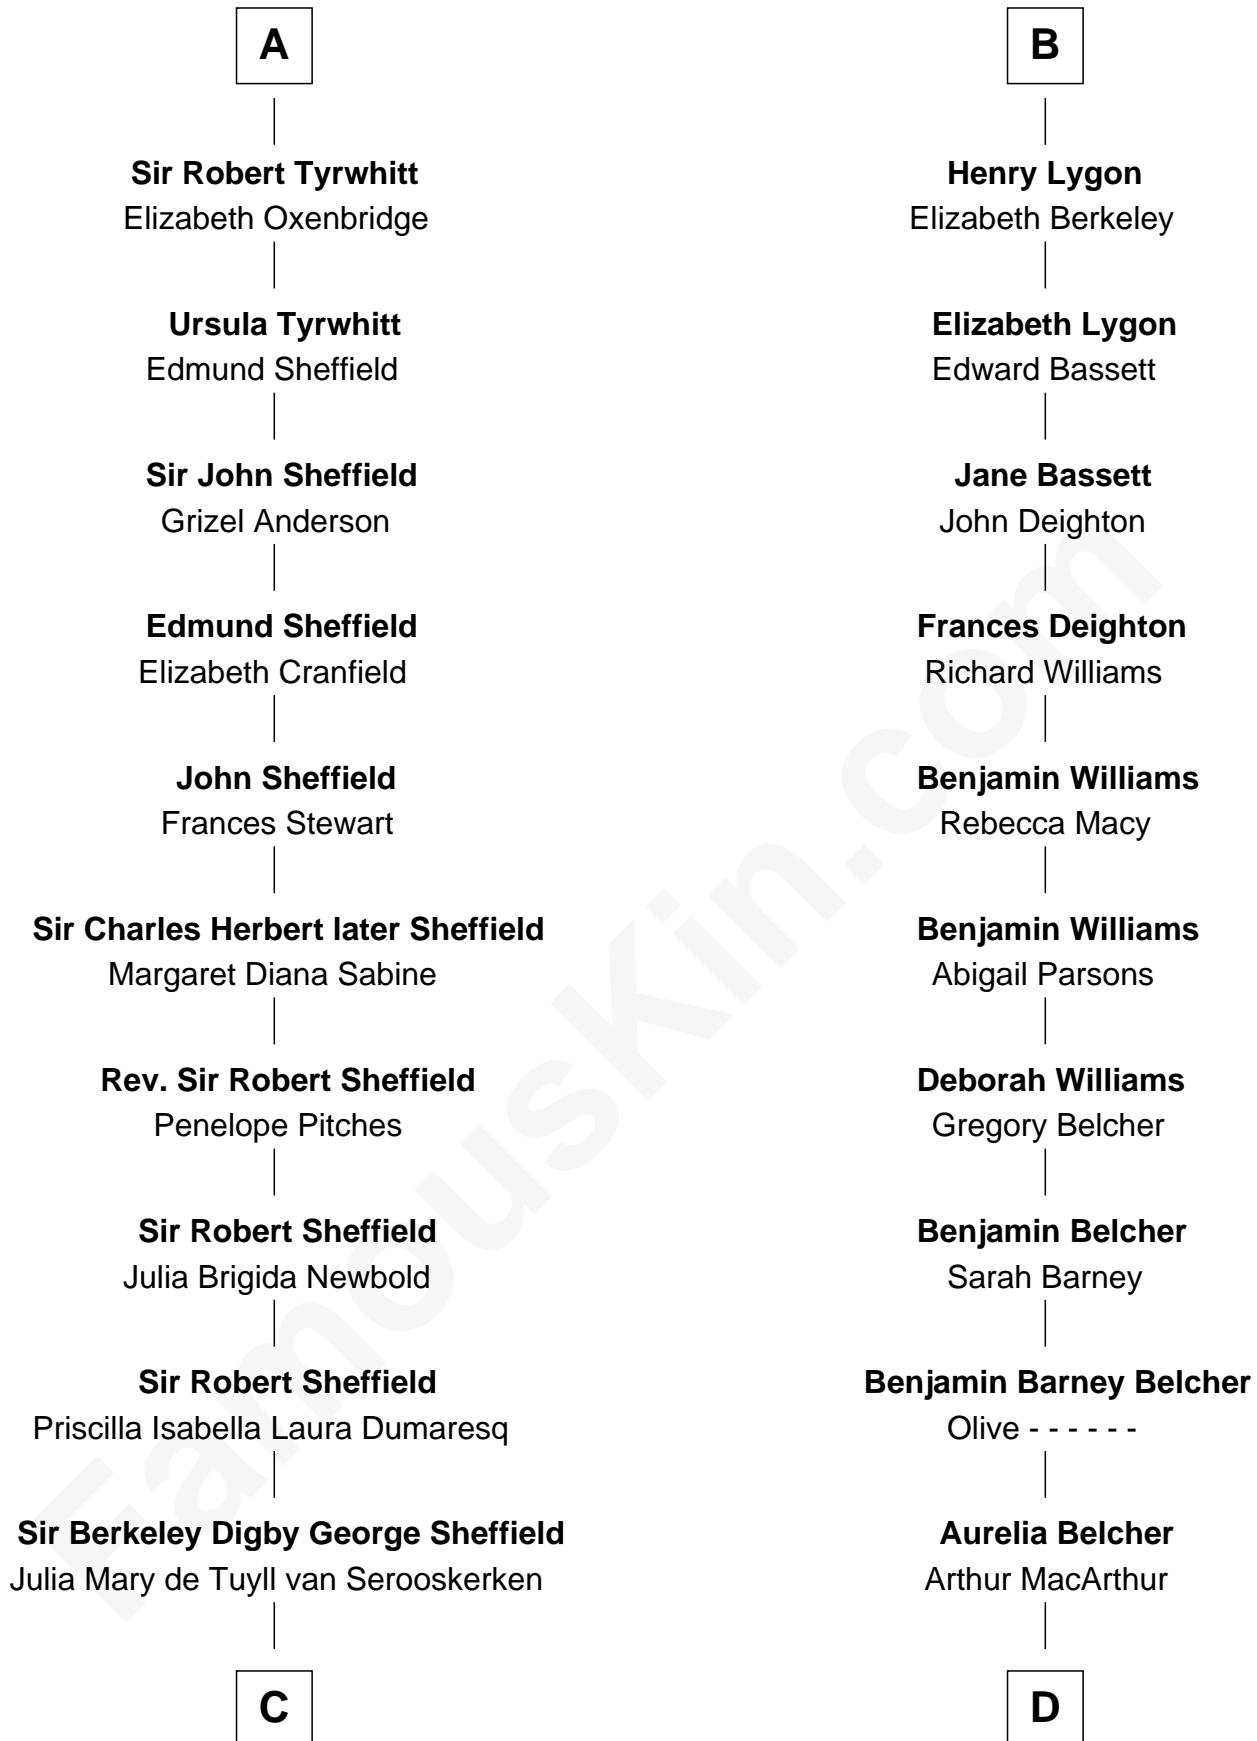 A
Sir Robert Tyrwhitt
Elizabeth Oxenbridge
Ursula Tyrwhitt
Edmund Sheffield
Sir John Sheffield
Grizel Anderson
Edmund Sheffield
Elizabeth Cranfield
John Sheffield
Frances Stewart
Sir Charles Herbert later Sheffield
Margaret Diana Sabine
Rev. Sir Robert Sheffield
Penelope Pitches
Sir Robert Sheffield
Julia Brigida Newbold
Sir Robert Sheffield
Priscilla Isabella Laura Dumaresq
Sir Berkeley Digby George Sheffield
Julia Mary de Tuyll van Serooskerken
C
B
Henry Lygon
Elizabeth Berkeley
Elizabeth Lygon
Edward Bassett
Jane Bassett
John Deighton
Frances Deighton
Richard Williams
Benjamin Williams
Rebecca Macy
Benjamin Williams
Abigail Parsons
Deborah Williams
Gregory Belcher
Benjamin Belcher
Sarah Barney
Benjamin Barney Belcher
Olive - - - - - -
Aurelia Belcher
Arthur MacArthur
D
FamousKin.com